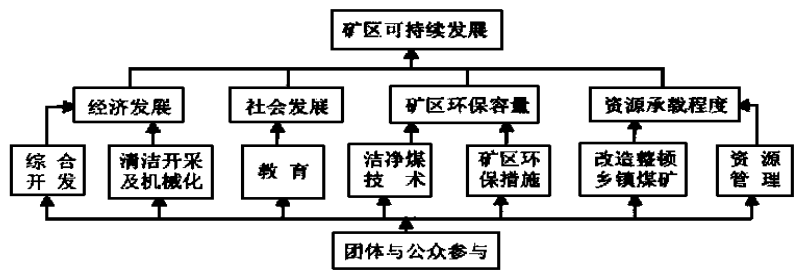 矿区可持续发展
经济发展
社会发展
矿区环保容量
资源承载程度
综合
开发
清洁开采
及机械化
教育
洁净煤
技术
矿区环
保措施
改造整顿
乡镇煤矿
资源
管理
团体与公众参与